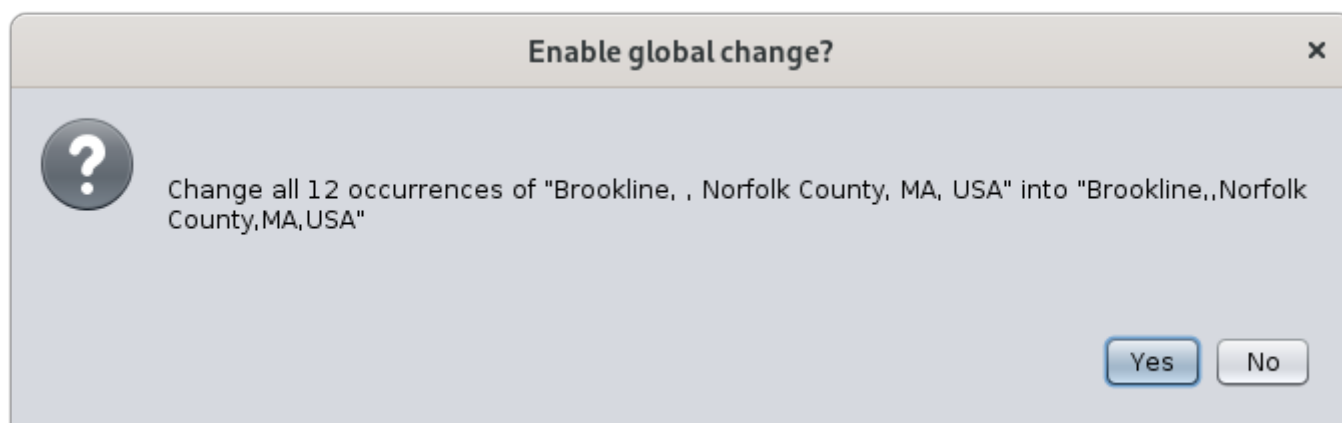 Enable global change?
Change all 12 occurrences of "Brookline, , Norfolk County, MA, USA" into "Brookline,,Norfolk
County,MA,USA"
Yes No